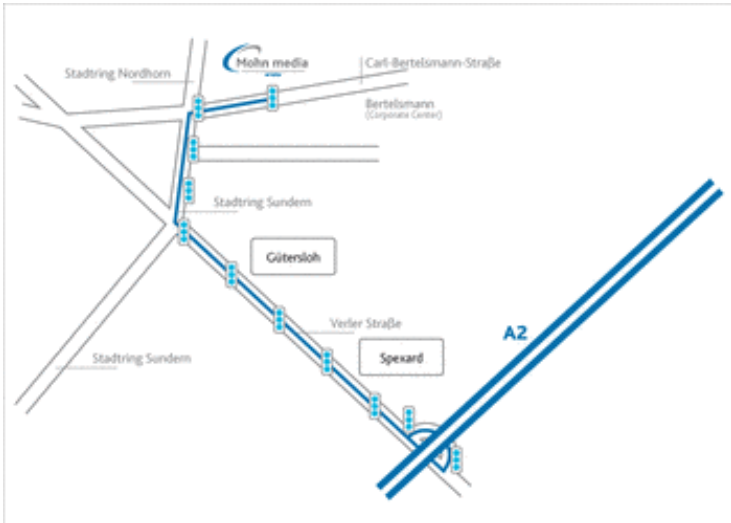 Mohn media
Carl-Bertelsmann-Straße
Stadtring Nordhorn
Bertelsmann
(Corporate Center)
Stadtring Sundern
Gütersloh
Verler Straße
A2
Spexard
Stadtring Sundern